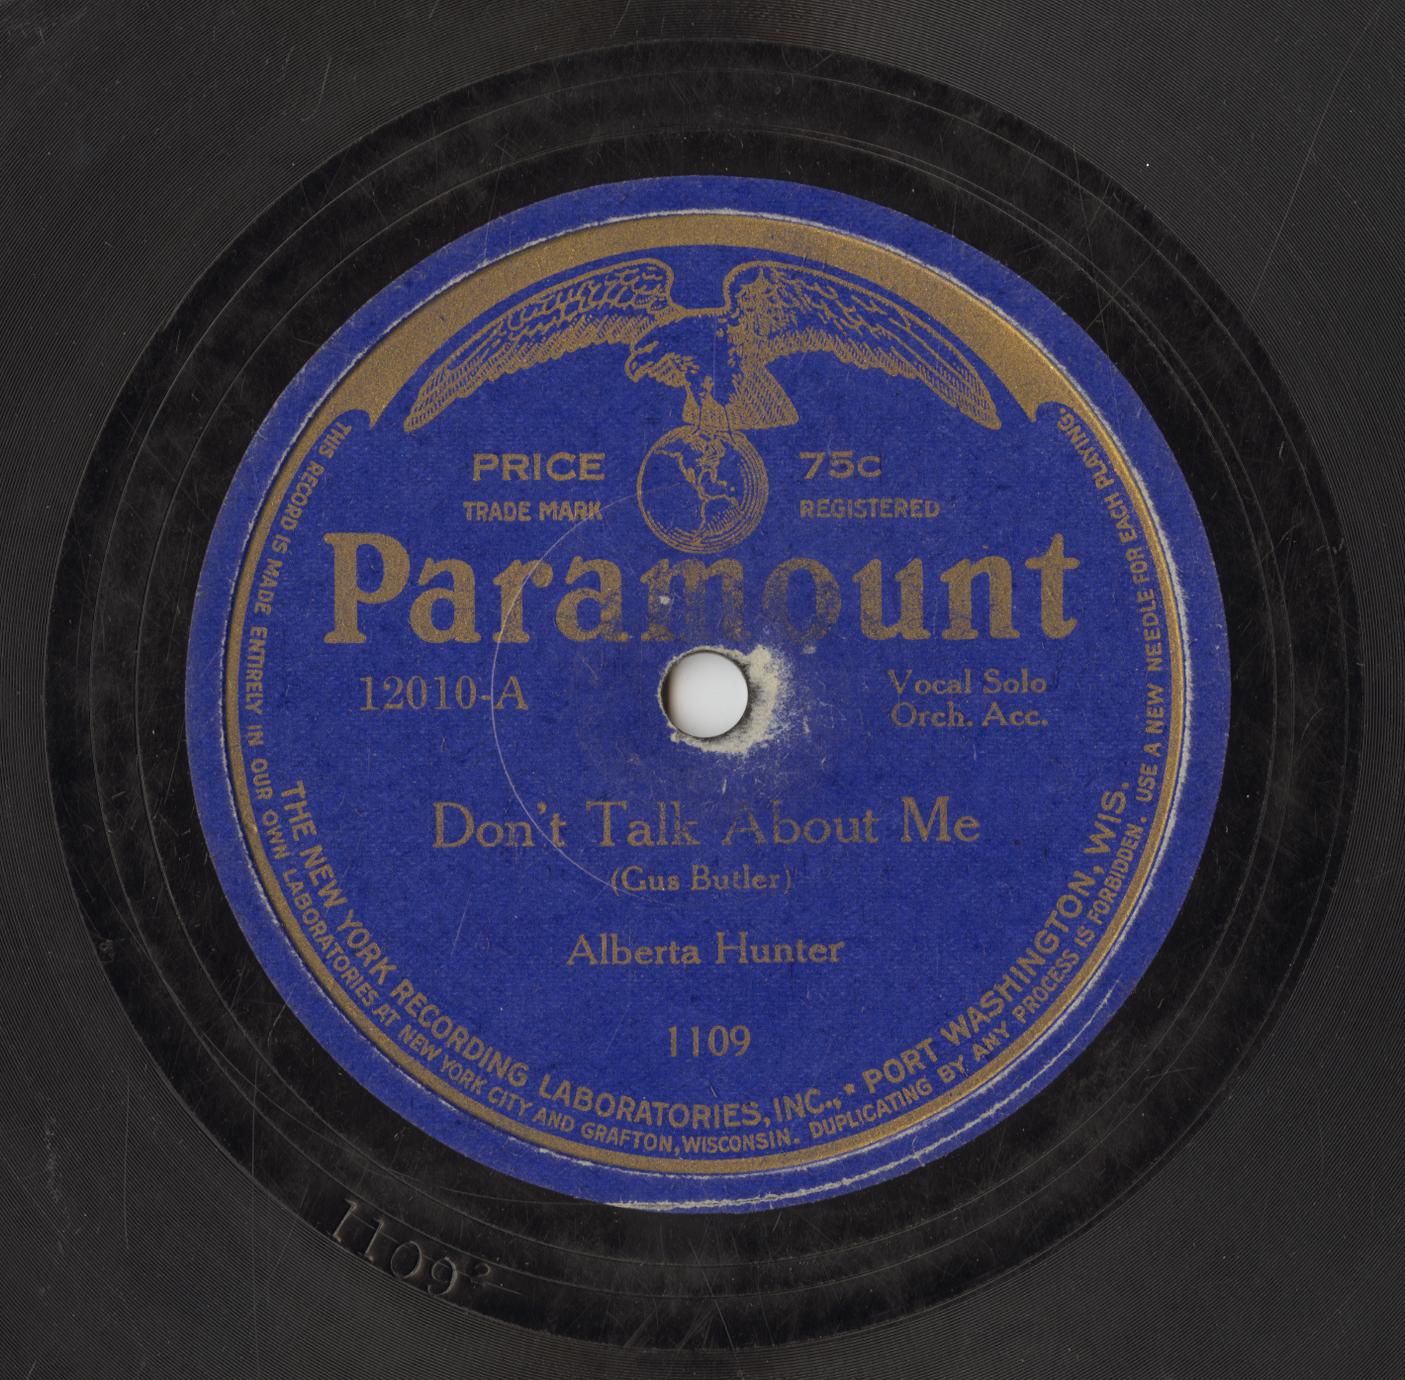 PRICE 75c
TRADE MARK REGISTERED
Paramount
12010-A
Vocal Solo
Orch. Acc.
Don't Talk About Me
(Gus Butler)
Alberta Hunter
1109
THE NEW YORK RECORDING LABORATORIES, INC., * PORT WASHINGTON, WIS.
THIS RECORD IS MADE ENTIRELY IN OUR OWN LABORATORIES AT NEW YORK CITY AND GRAFTON, WISCONSIN. DUPLICATING BY ANY PROCESS IS FORBIDDEN. USE A NEW NEEDLE FOR EACH PLAYING.
1109²